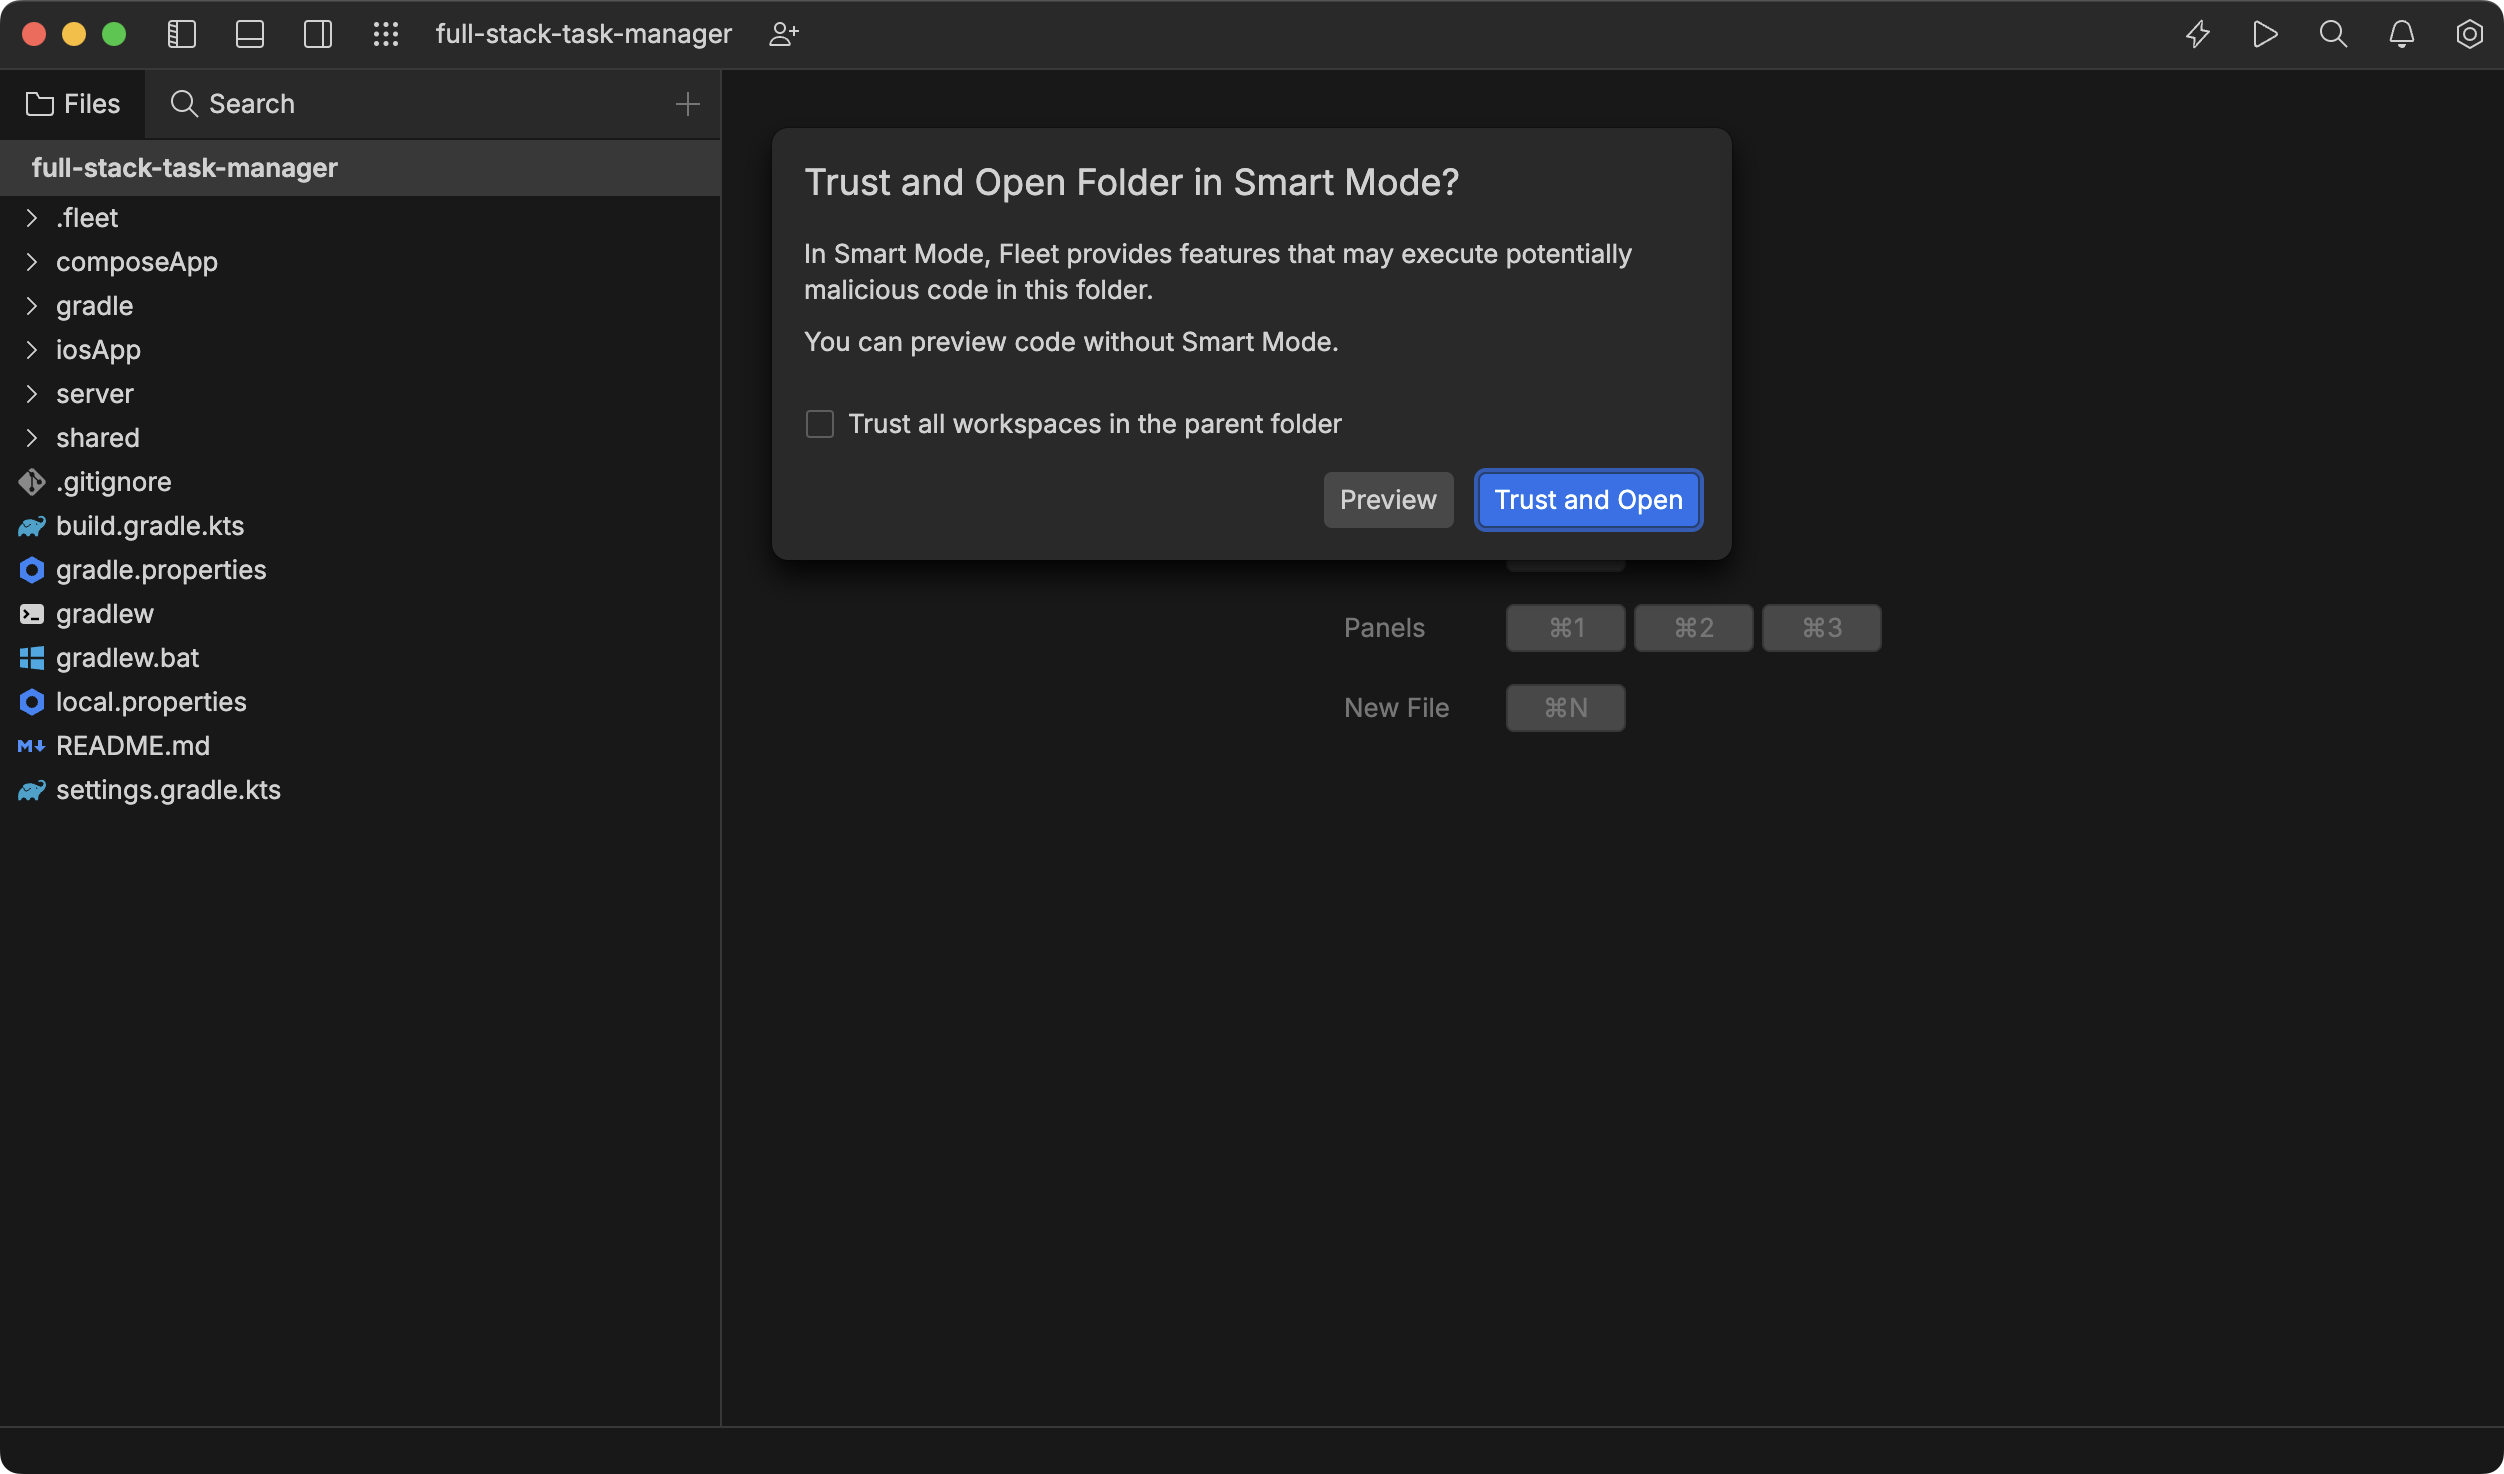 full-stack-task-manager
Files
Search
full-stack-task-manager
.fleet
composeApp
gradle
iosApp
server
shared
.gitignore
build.gradle.kts
gradle.properties
gradlew
gradlew.bat
local.properties
README.md
settings.gradle.kts
Trust and Open Folder in Smart Mode?
In Smart Mode, Fleet provides features that may execute potentially
malicious code in this folder.
You can preview code without Smart Mode.
Trust all workspaces in the parent folder
Preview Trust and Open
Panels ⌘1 ⌘2 ⌘3
New File ⌘N